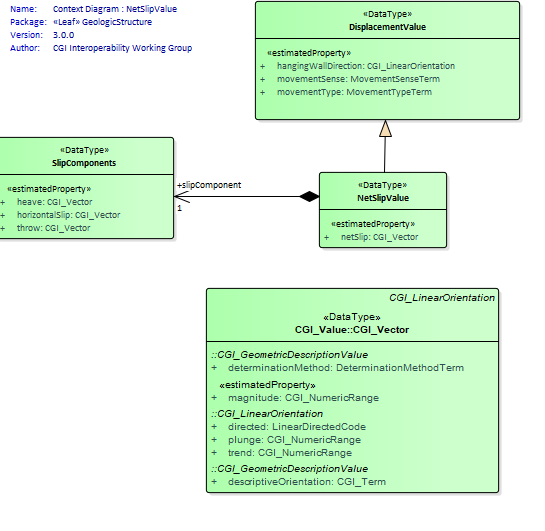 Name: Context Diagram : NetSlipValue
Package: «Leaf» GeologicStructure
Version: 3.0.0
Author: CGI Interoperability Working Group
«DataType»
DisplacementValue
«estimatedProperty»
+ hangingWallDirection: CGI_LinearOrientation
+ movementSense: MovementSenseTerm
+ movementType: MovementTypeTerm
«DataType»
SlipComponents
«estimatedProperty»
+ heave: CGI_Vector
+ horizontalSlip: CGI_Vector
+ throw: CGI_Vector
+slipComponent
1
«DataType»
NetSlipValue
«estimatedProperty»
+ netSlip: CGI_Vector
CGI_LinearOrientation
«DataType»
CGI_Value::CGI_Vector
::CGI_GeometricDescriptionValue
+ determinationMethod: DeterminationMethodTerm
«estimatedProperty»
+ magnitude: CGI_NumericRange
::CGI_LinearOrientation
+ directed: LinearDirectedCode
+ plunge: CGI_NumericRange
+ trend: CGI_NumericRange
::CGI_GeometricDescriptionValue
+ descriptiveOrientation: CGI_Term